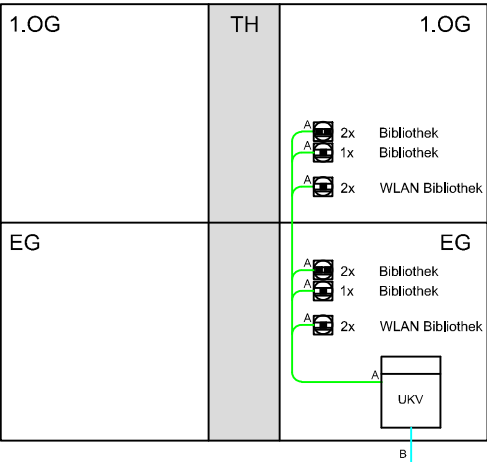 1.OG TH 1.OG
A 2x Bibliothek
A 1x Bibliothek
A 2x WLAN Bibliothek
EG EG
A 2x Bibliothek
A 1x Bibliothek
A 2x WLAN Bibliothek
A
UKV
B